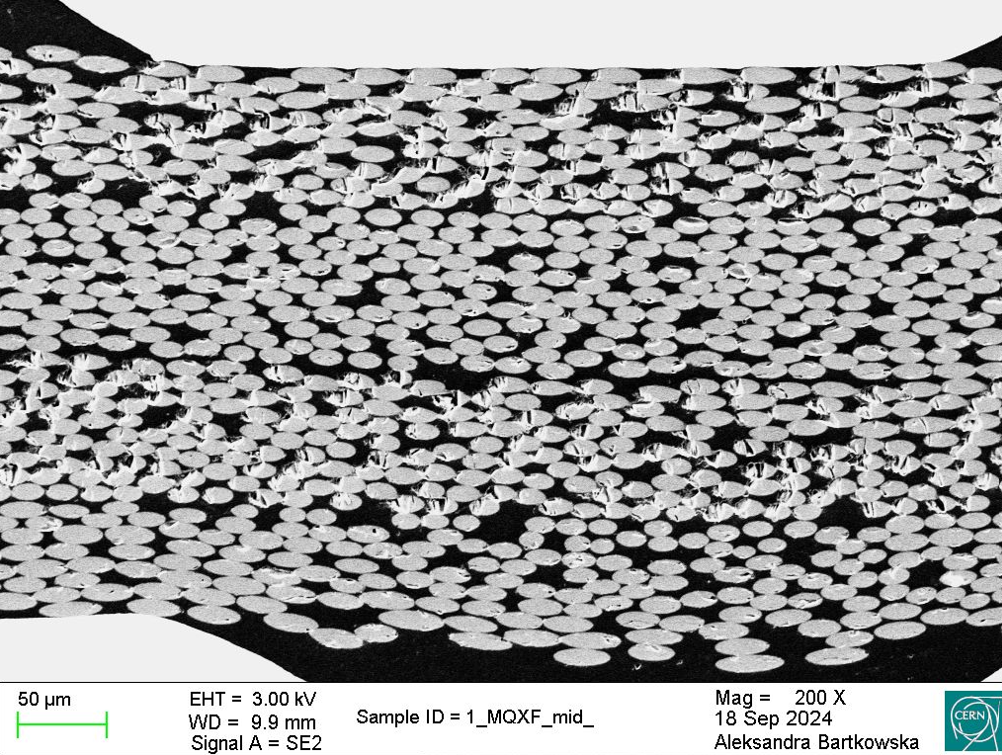 50 µm
EHT = 3.00 kV
WD = 9.9 mm
Signal A = SE2
Sample ID = 1_MQXF_mid_
Mag = 200 X
18 Sep 2024
Aleksandra Bartkowska
CERN